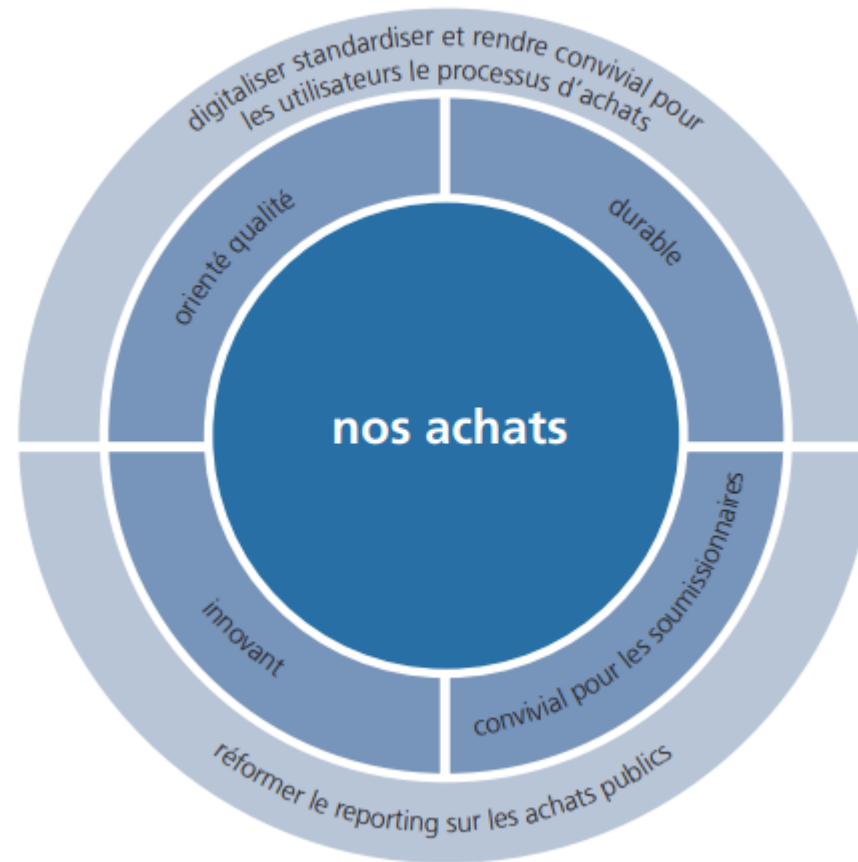 digitaliser standardiser et rendre convivial pour
les utilisateurs le processus d'achats
orienté qualité
durable
nos achats
innovant
convivial pour les soumissionnaires
réformer le reporting sur les achats publics